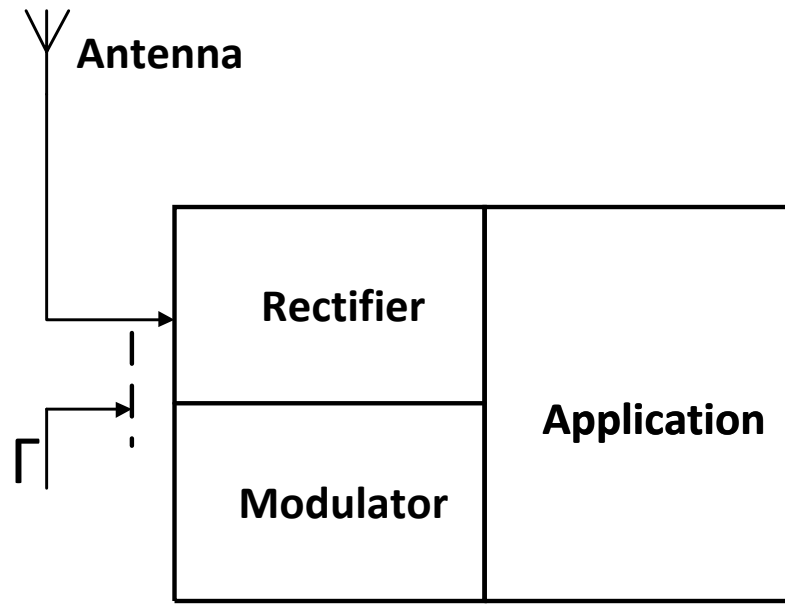 Antenna
Rectifier
Application
Γ
Modulator